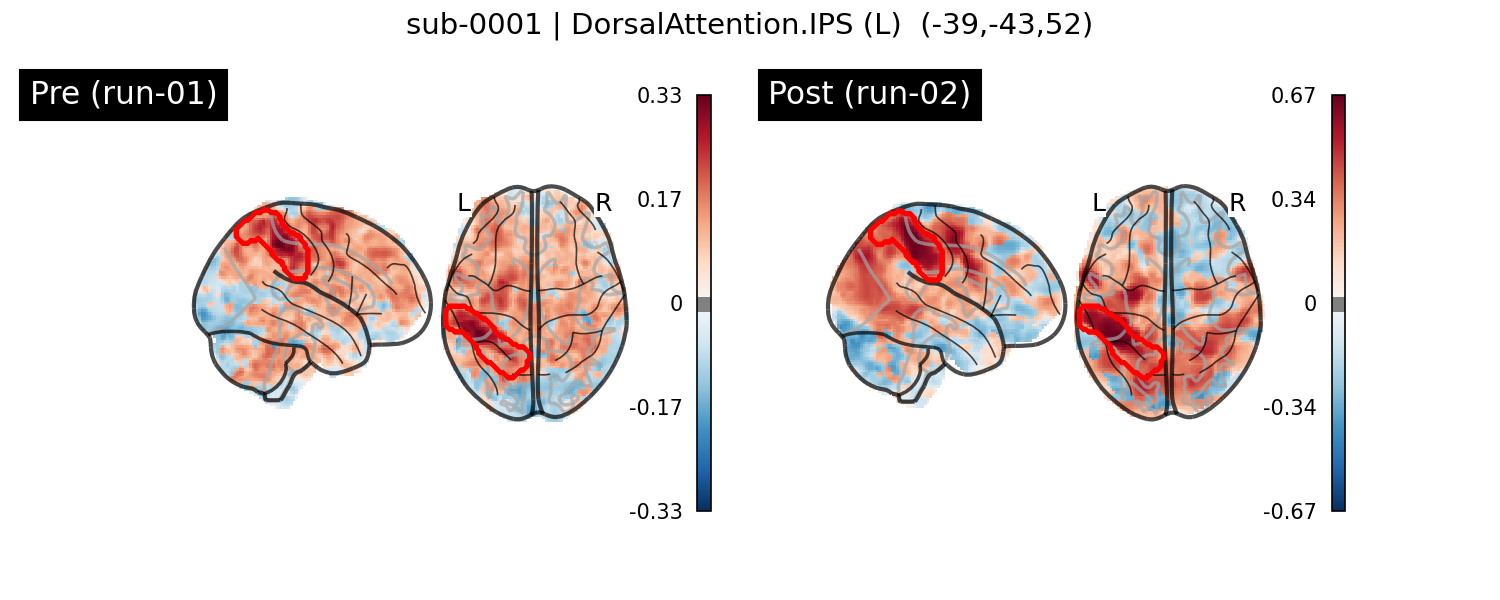 sub-0001 | DorsalAttention.IPS (L)  (-39,-43,52)
Pre (run-01)
L
R
0.33
0.17
0
-0.17
-0.33
Post (run-02)
L
R
0.67
0.34
0
-0.34
-0.67